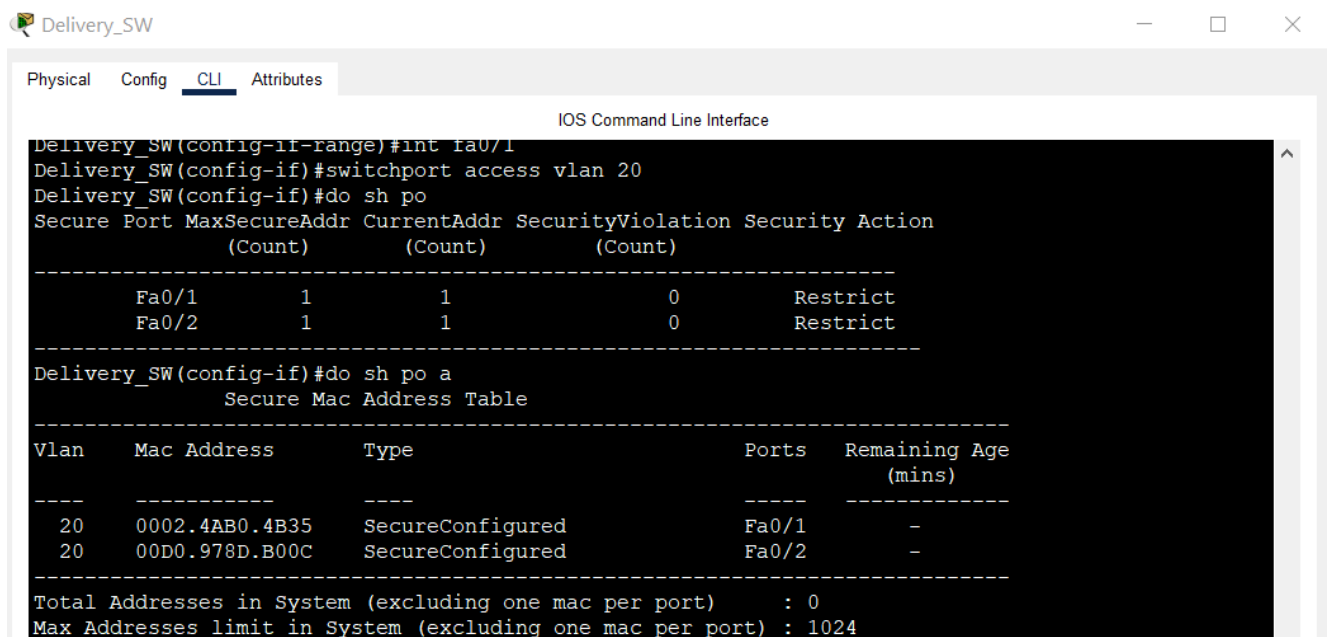 Delivery_SW
Physical Config CLI Attributes
IOS Command Line Interface
Delivery_SW(config-if-range)#int fa0/1
Delivery_SW(config-if)#switchport access vlan 20
Delivery_SW(config-if)#do sh po
Secure Port MaxSecureAddr CurrentAddr SecurityViolation Security Action
(Count) (Count) (Count)
--------------------------------------------------------------------
Fa0/1 1 1 0 Restrict
Fa0/2 1 1 0 Restrict
----------------------------------------------------------------------
Delivery_SW(config-if)#do sh po a
Secure Mac Address Table
-----------------------------------------------------------------------------
Vlan Mac Address Type Ports Remaining Age
(mins)
---- ----------- ---- ----- -------------
20 0002.4AB0.4B35 SecureConfigured Fa0/1 -
20 00D0.978D.B00C SecureConfigured Fa0/2 -
-----------------------------------------------------------------------------
Total Addresses in System (excluding one mac per port) : 0
Max Addresses limit in System (excluding one mac per port) : 1024